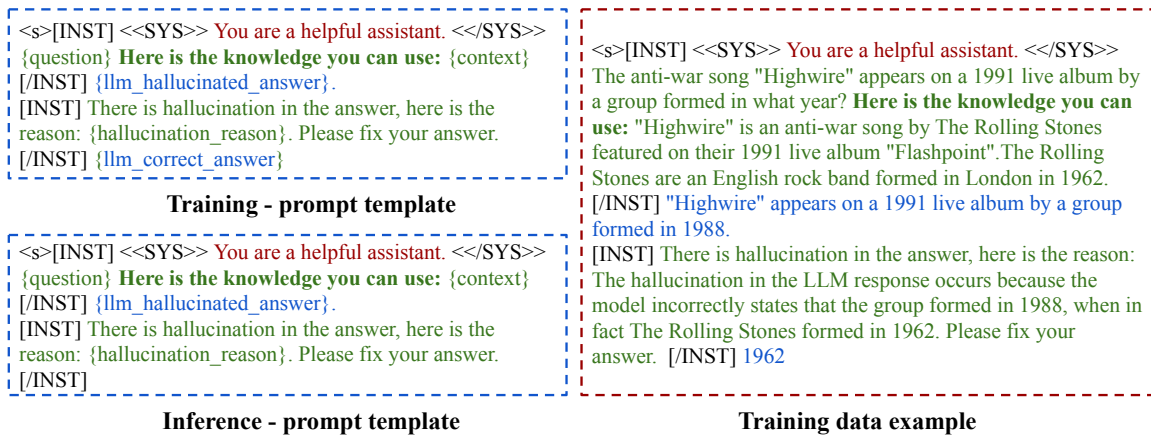 <s>[INST] <<SYS>> You are a helpful assistant. <</SYS>>
{question} Here is the knowledge you can use: {context}
[/INST] {llm_hallucinated_answer}.
[INST] There is hallucination in the answer, here is the
reason: {hallucination_reason}. Please fix your answer.
[/INST] {llm_correct_answer}
Training - prompt template
<s>[INST] <<SYS>> You are a helpful assistant. <</SYS>>
{question} Here is the knowledge you can use: {context}
[/INST] {llm_hallucinated_answer}.
[INST] There is hallucination in the answer, here is the
reason: {hallucination_reason}. Please fix your answer.
[/INST]
Inference - prompt template
<s>[INST] <<SYS>> You are a helpful assistant. <</SYS>>
The anti-war song "Highwire" appears on a 1991 live album by
a group formed in what year? Here is the knowledge you can
use: "Highwire" is an anti-war song by The Rolling Stones
featured on their 1991 live album "Flashpoint".The Rolling
Stones are an English rock band formed in London in 1962.
[/INST] "Highwire" appears on a 1991 live album by a group
formed in 1988.
[INST] There is hallucination in the answer, here is the reason:
The hallucination in the LLM response occurs because the
model incorrectly states that the group formed in 1988, when in
fact The Rolling Stones formed in 1962. Please fix your
answer. [/INST] 1962
Training data example